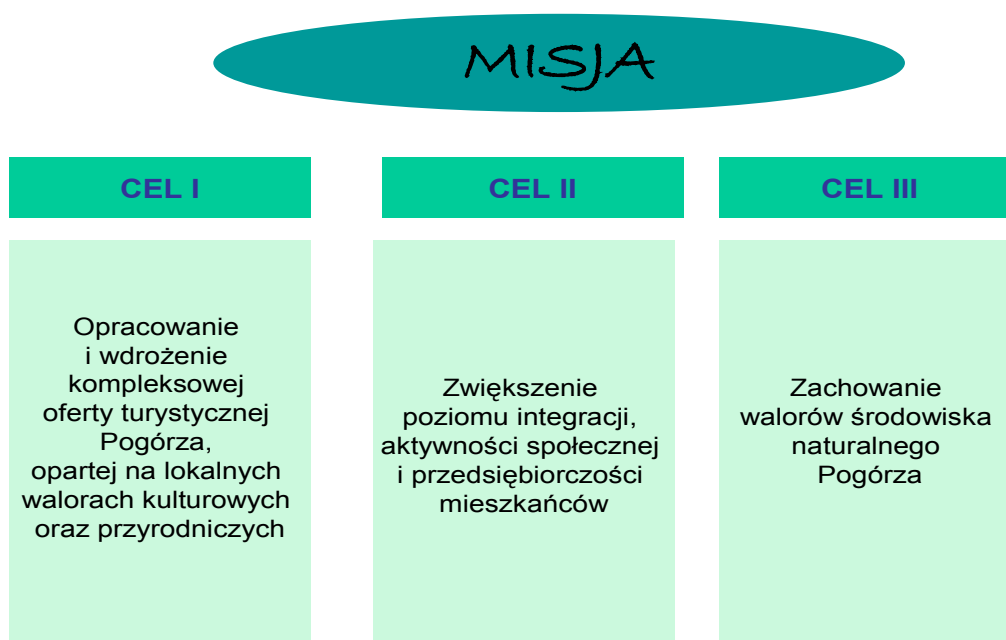 MISJA
CEL I
Opracowanie
i wdrożenie
kompleksowej
oferty turystycznej
Pogórza,
opartej na lokalnych
walorach kulturowych
oraz przyrodniczych
CEL II
Zwiększenie
poziomu integracji,
aktywności społecznej
i przedsiębiorczości
mieszkańców
CEL III
Zachowanie
walorów środowiska
naturalnego
Pogórza